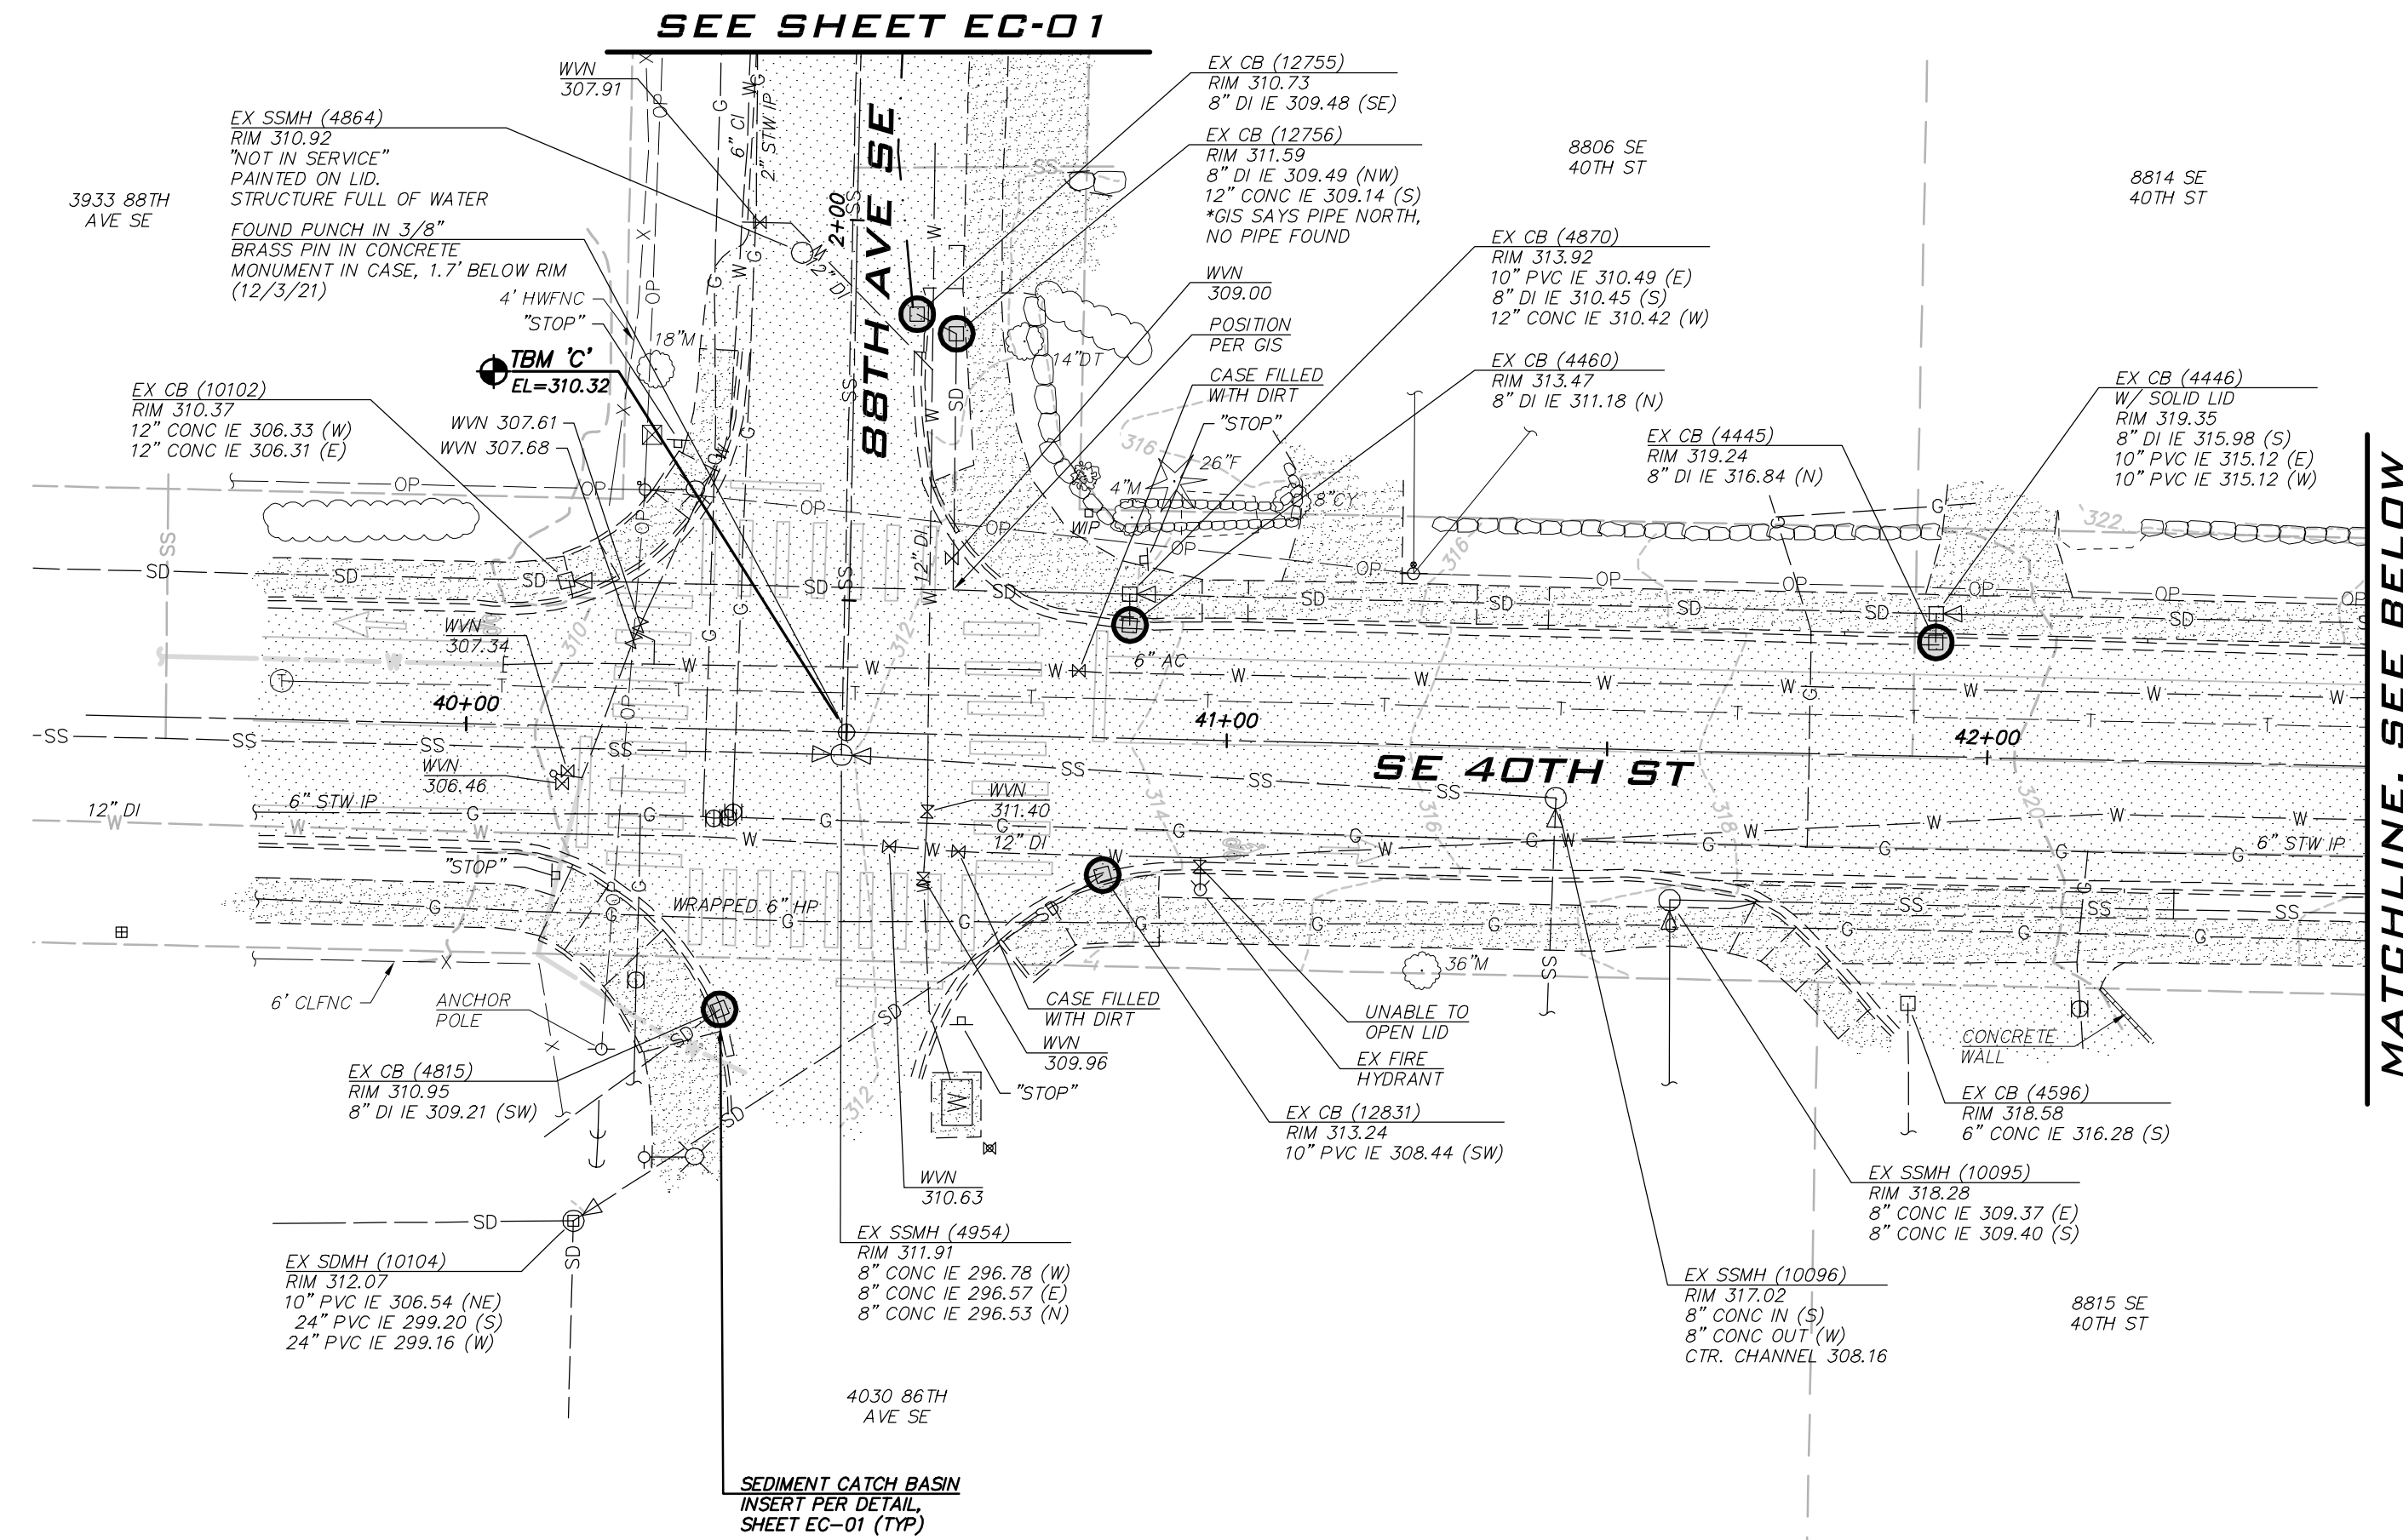 SEE SHEET EC-01
WVN
307.91
EX SSMH (4864)
RIM 310.92
"NOT IN SERVICE"
PAINTED ON LID.
STRUCTURE FULL OF WATER
3933 88TH
AVE SE
FOUND PUNCH IN 3/8"
BRASS PIN IN CONCRETE
MONUMENT IN CASE, 1.7' BELOW RIM
(12/3/21)
4' HWFNC
"STOP"
TBM 'C'
EL=310.32
18"M
6" CI
2" STW IP
2+00
88TH AVE SE
12" DI
EX CB (12755)
RIM 310.73
8" DI IE 309.48 (SE)
EX CB (12756)
RIM 311.59
8" DI IE 309.49 (NW)
12" CONC IE 309.14 (S)
*GIS SAYS PIPE NORTH,
NO PIPE FOUND
WVN
309.00
POSITION
PER GIS
CASE FILLED
WITH DIRT
"STOP"
14"DT
316
26"F
4"M
8"CY
WIP
8806 SE
40TH ST
8814 SE
40TH ST
EX CB (4870)
RIM 313.92
10" PVC IE 310.49 (E)
8" DI IE 310.45 (S)
12" CONC IE 310.42 (W)
EX CB (4460)
RIM 313.47
8" DI IE 311.18 (N)
EX CB (4445)
RIM 319.24
8" DI IE 316.84 (N)
EX CB (4446)
W/ SOLID LID
RIM 319.35
8" DI IE 315.98 (S)
10" PVC IE 315.12 (E)
10" PVC IE 315.12 (W)
EX CB (10102)
RIM 310.37
12" CONC IE 306.33 (W)
12" CONC IE 306.31 (E)
WVN 307.61
WVN 307.68
WVN
307.34
310
312
12" DI
316
322
6" AC
40+00
41+00
42+00
SE 40TH ST
WVN
306.46
12" DI
6" STW IP
WVN
311.40
12" DI
314
316
318
320
6" STW IP
"STOP"
WRAPPED 6" HP
36"M
6' CLFNC
ANCHOR
POLE
CASE FILLED
WITH DIRT
WVN
309.96
"STOP"
UNABLE TO
OPEN LID
EX FIRE
HYDRANT
CONCRETE
WALL
312
EX CB (4815)
RIM 310.95
8" DI IE 309.21 (SW)
EX CB (12831)
RIM 313.24
10" PVC IE 308.44 (SW)
EX CB (4596)
RIM 318.58
6" CONC IE 316.28 (S)
WVN
310.63
EX SSMH (10095)
RIM 318.28
8" CONC IE 309.37 (E)
8" CONC IE 309.40 (S)
EX SDMH (10104)
RIM 312.07
10" PVC IE 306.54 (NE)
24" PVC IE 299.20 (S)
24" PVC IE 299.16 (W)
EX SSMH (4954)
RIM 311.91
8" CONC IE 296.78 (W)
8" CONC IE 296.57 (E)
8" CONC IE 296.53 (N)
EX SSMH (10096)
RIM 317.02
8" CONC IN (S)
8" CONC OUT (W)
CTR. CHANNEL 308.16
8815 SE
40TH ST
4030 86TH
AVE SE
SEDIMENT CATCH BASIN
INSERT PER DETAIL,
SHEET EC-01 (TYP)
MATCHLINE, SEE BELOW